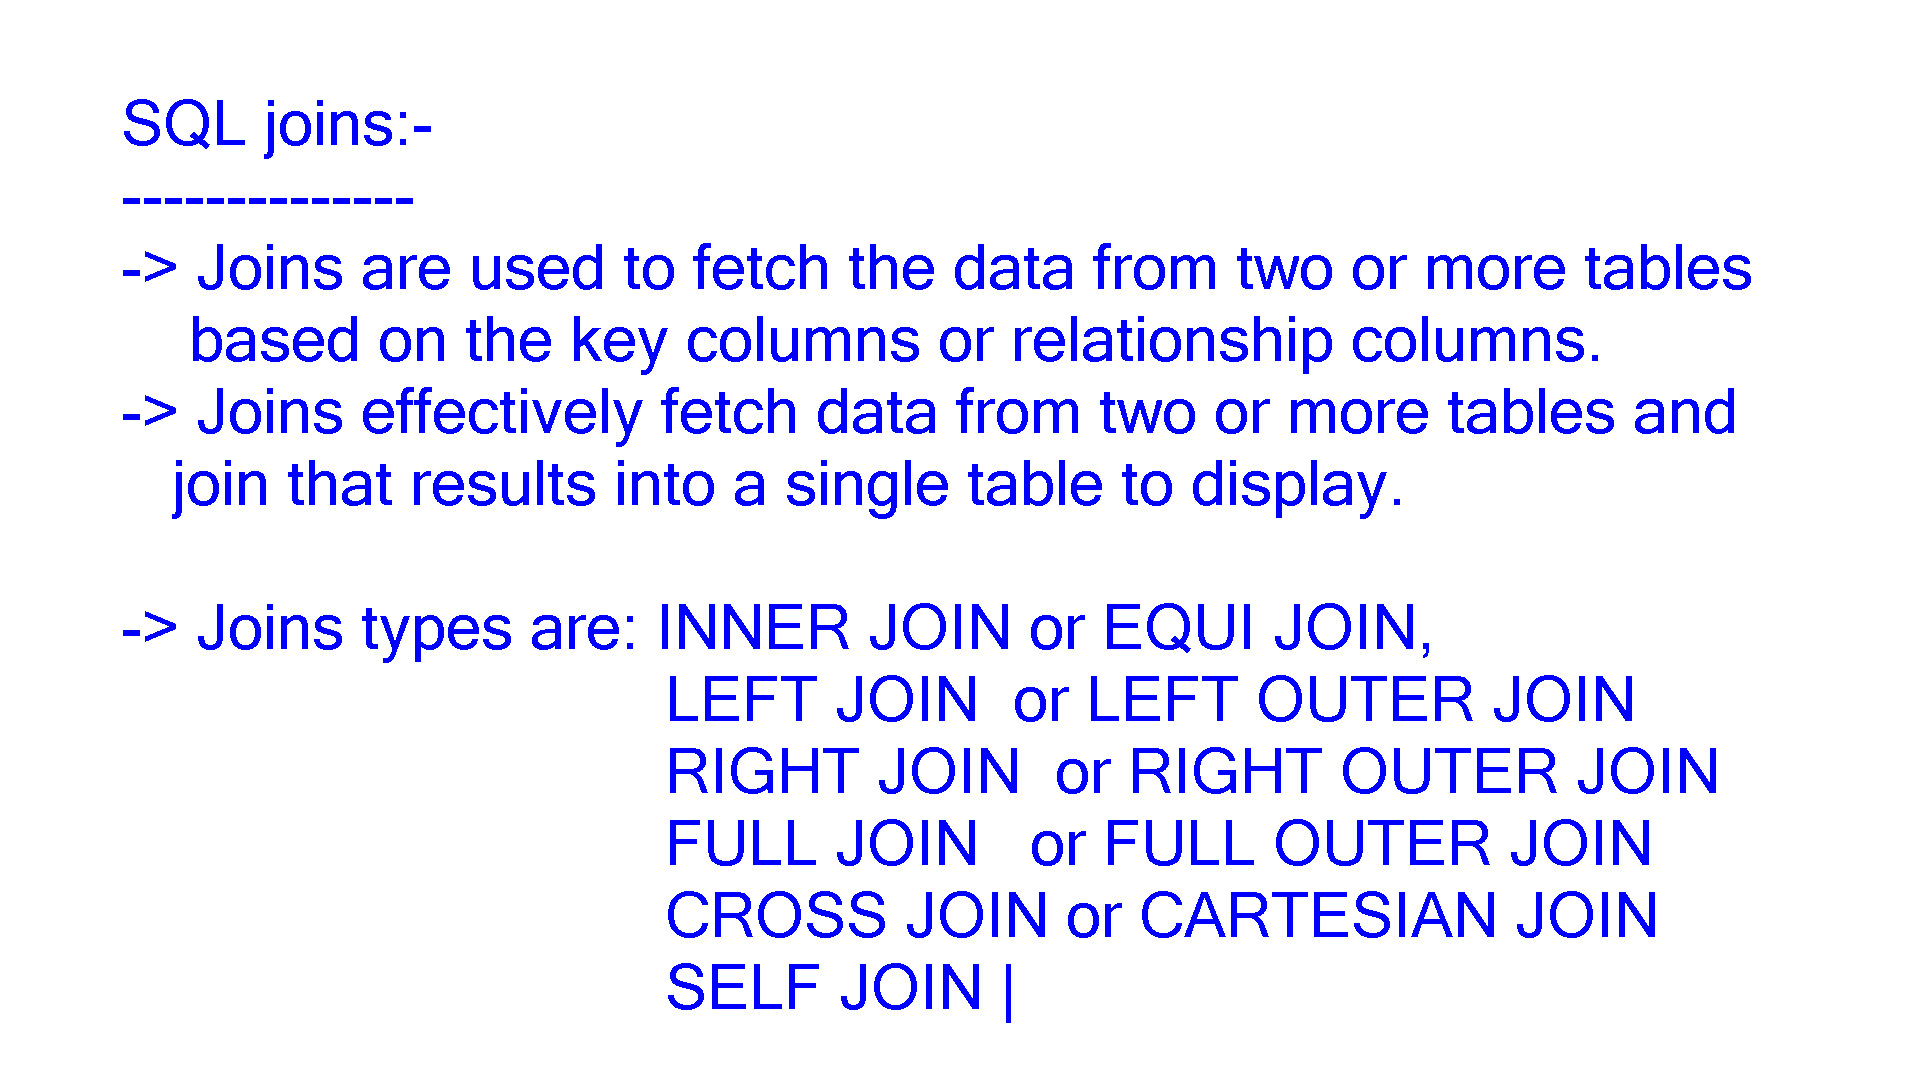 SQL joins:-
--------------
-> Joins are used to fetch the data from two or more tables
based on the key columns or relationship columns.
-> Joins effectively fetch data from two or more tables and
join that results into a single table to display.
-> Joins types are: INNER JOIN or EQUI JOIN,
LEFT JOIN  or LEFT OUTER JOIN
RIGHT JOIN  or RIGHT OUTER JOIN
FULL JOIN   or FULL OUTER JOIN
CROSS JOIN or CARTESIAN JOIN
SELF JOIN |